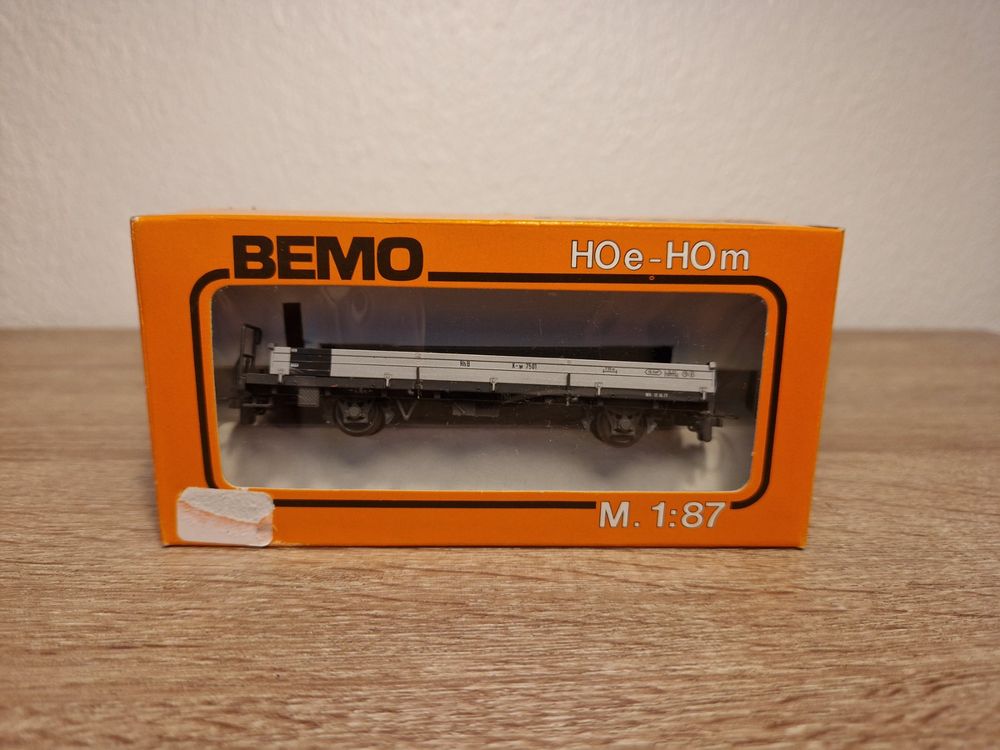 BEMO
HOe-HOm
RhB X-w 7501
M. 1:87